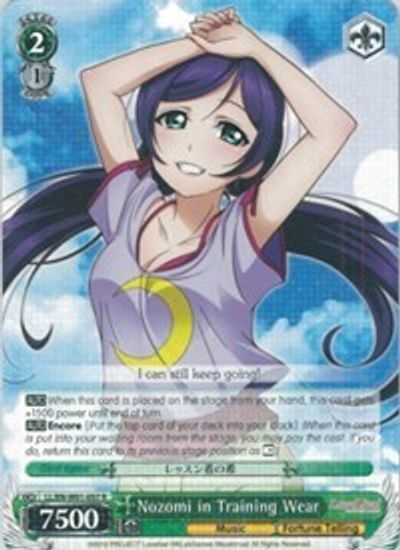 2
1
I can still keep going!
AUTO When this card is placed on the stage from your hand, this card gets
+1500 power until end of turn.
AUTO Encore [Put the top card of your deck into your clock] (When this card is
put into your waiting room from the stage, you may pay the cost. If you
do, return this card to its previous stage position as
Card Name
レッスン着の希
7500
Nozomi in Training Wear
Music
Fortune Telling